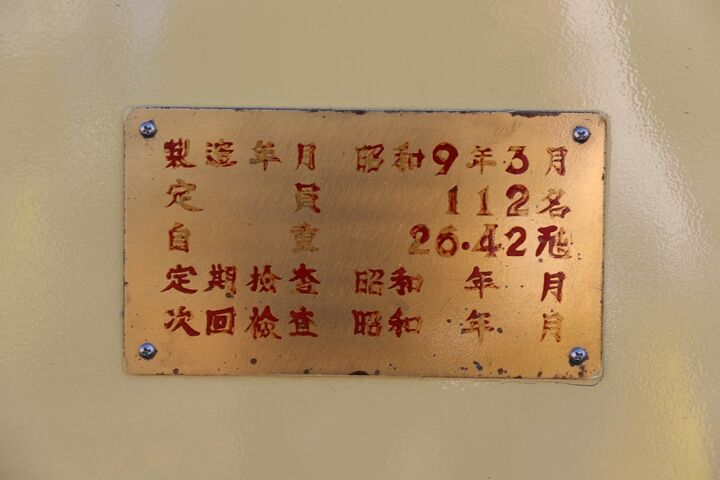 製造年月 昭和9年3月
定員 112名
自重 26.42瓲
定期検査 昭和 年 月
次回検査 昭和 年 月